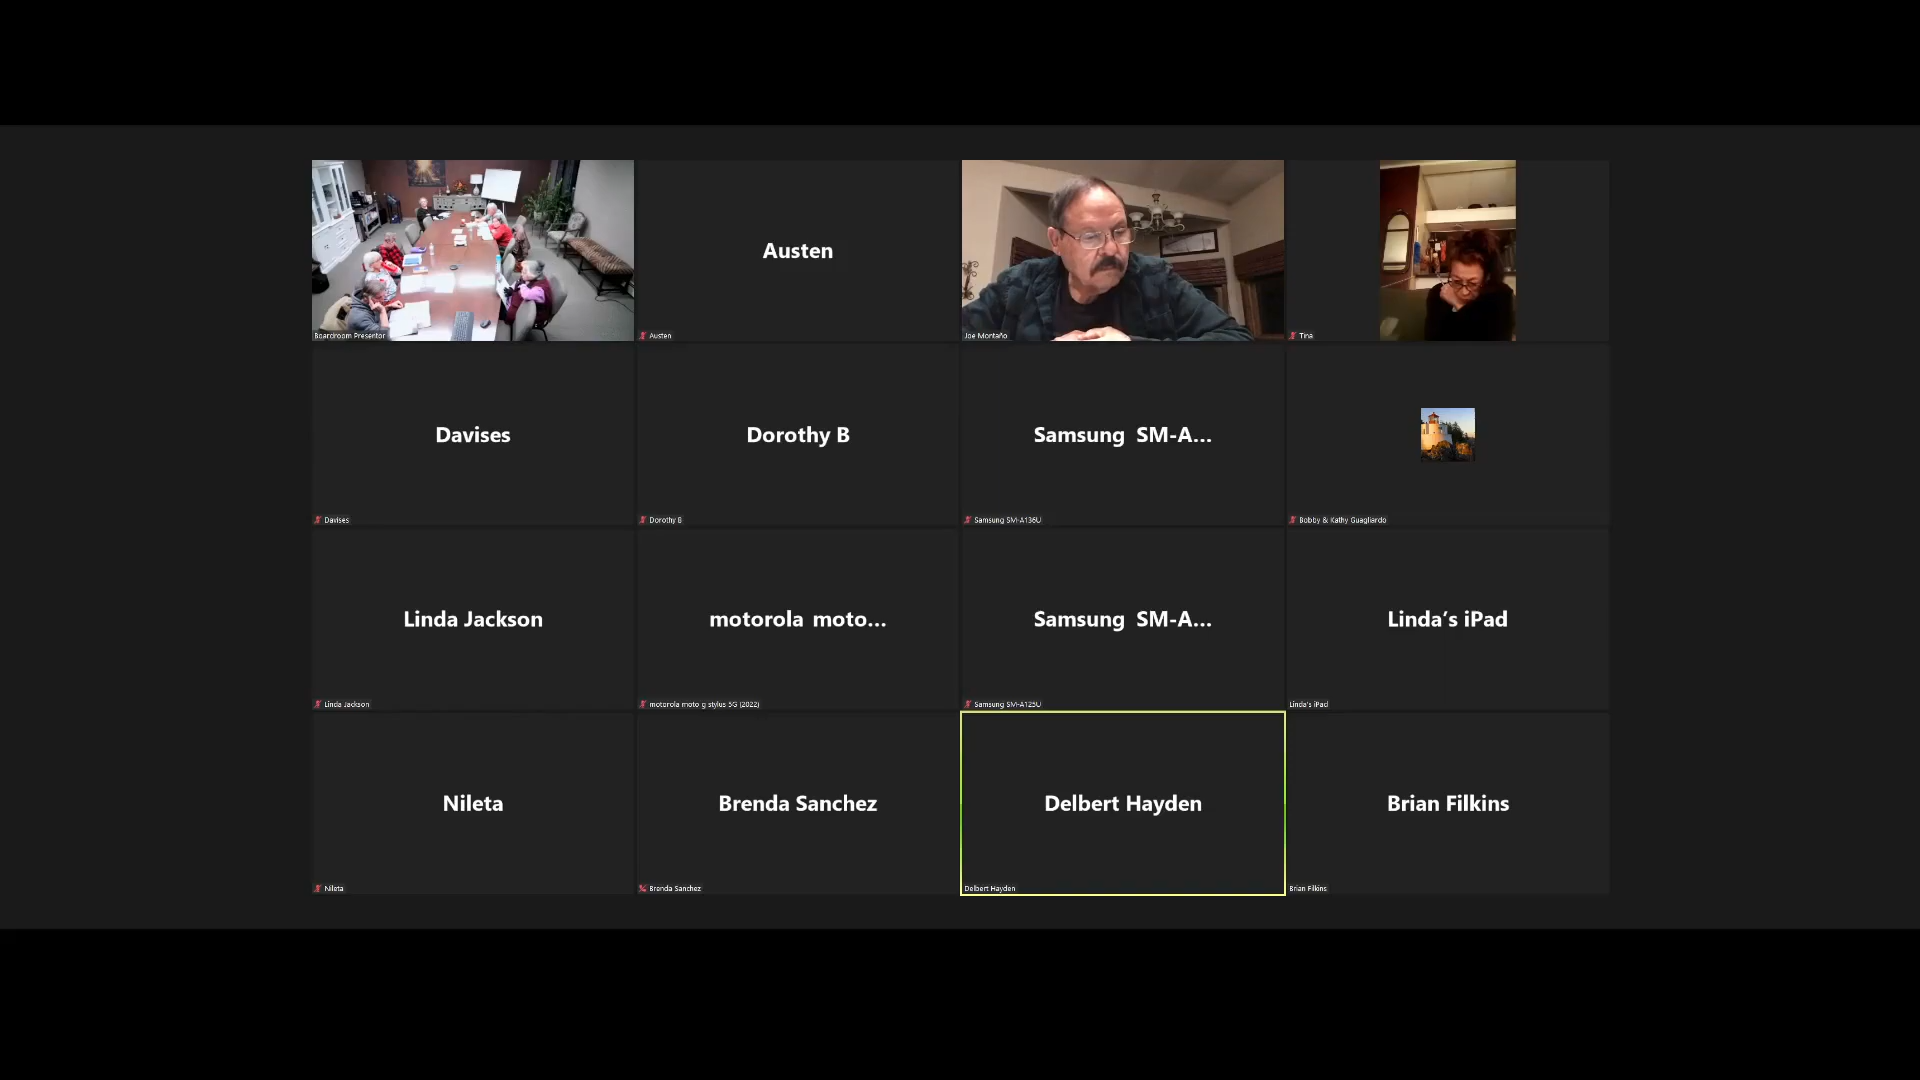 Boardroom Presentor
Austen
Austen
Joe Montaño
Tina
Davises
Davises
Dorothy B
Dorothy B
Samsung SM-A...
Samsung SM-A136U
Bobby & Kathy Guagliardo
Linda Jackson
Linda Jackson
motorola moto...
motorola moto g stylus 5G (2022)
Samsung SM-A...
Samsung SM-A125U
Linda’s iPad
Linda's iPad
Nileta
Nileta
Brenda Sanchez
Brenda Sanchez
Delbert Hayden
Delbert Hayden
Brian Filkins
Brian Filkins